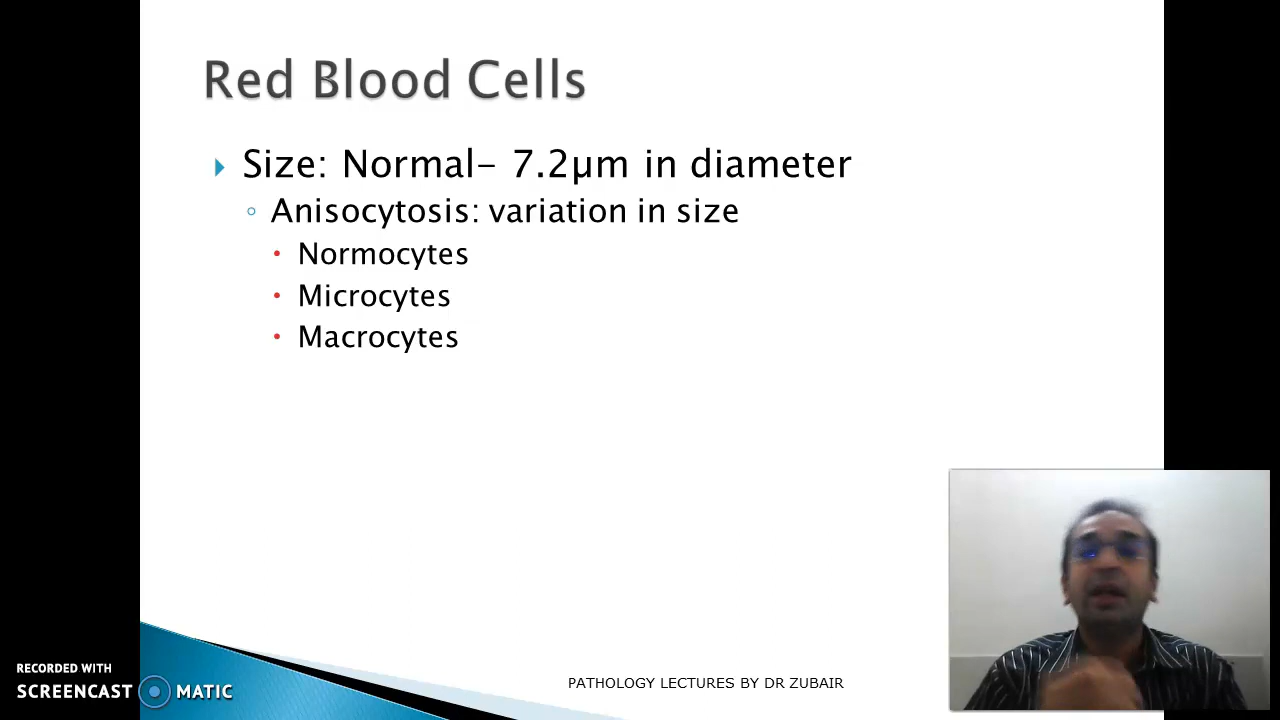 Red Blood Cells
Size: Normal- 7.2µm in diameter
Anisocytosis: variation in size
Normocytes
Microcytes
Macrocytes
RECORDED WITH
SCREENCAST MATIC
PATHOLOGY LECTURES BY DR ZUBAIR